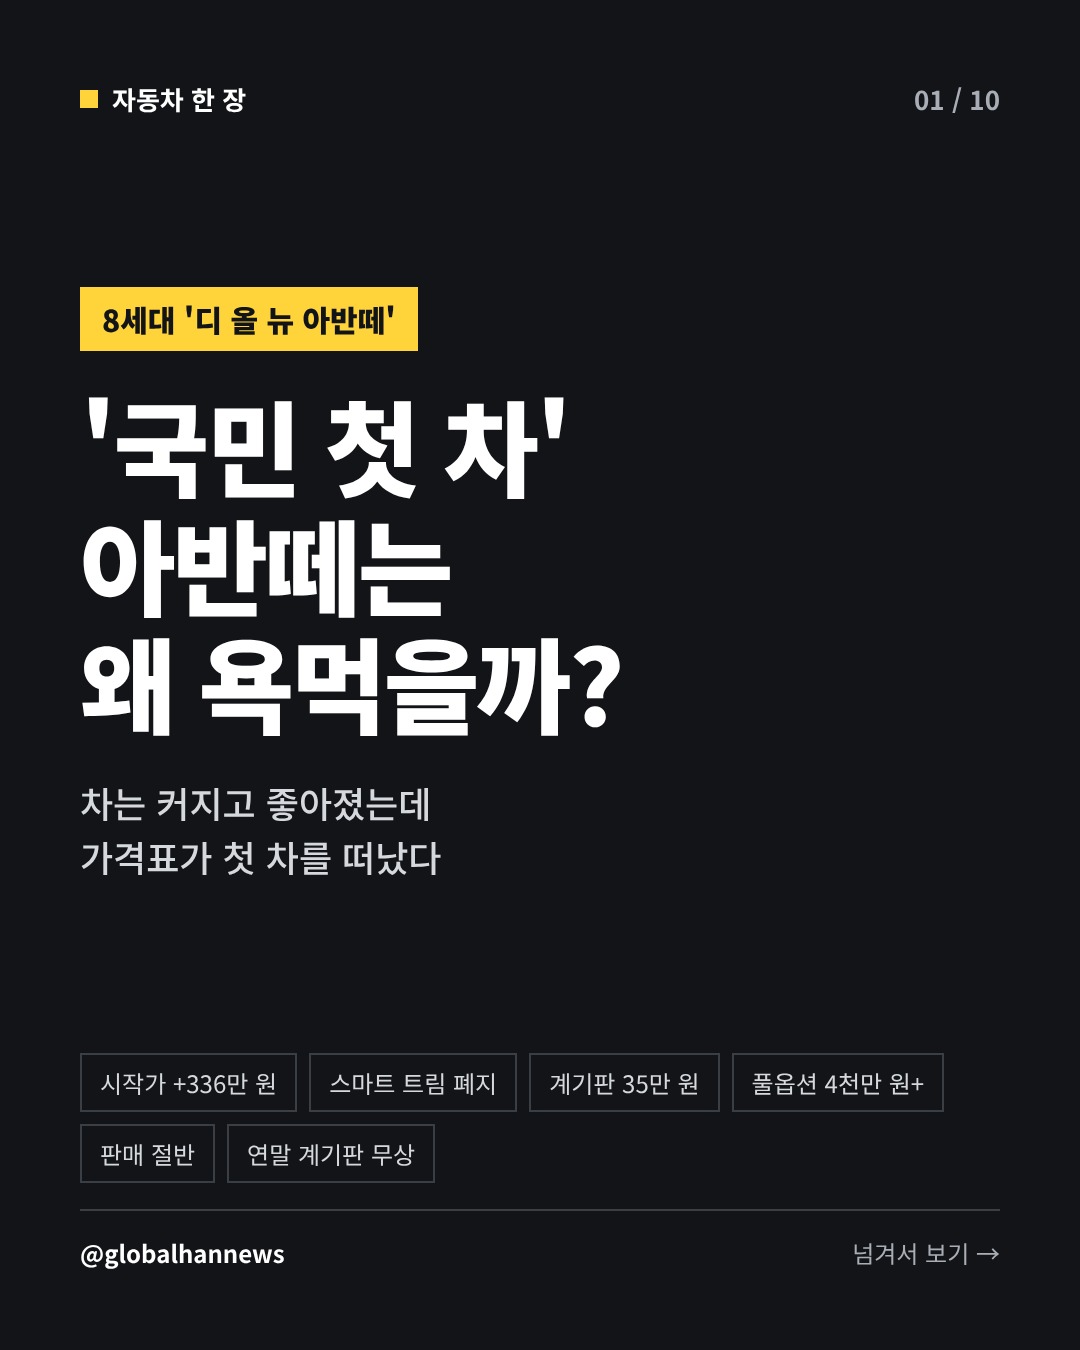 자동차 한 장
01 / 10
8세대 '디 올 뉴 아반떼'
'국민 첫 차'
아반떼는
왜 욕먹을까?
차는 커지고 좋아졌는데
가격표가 첫 차를 떠났다
시작가 +336만 원
스마트 트림 폐지
계기판 35만 원
풀옵션 4천만 원+
판매 절반
연말 계기판 무상
@globalhannews
넘겨서 보기 →